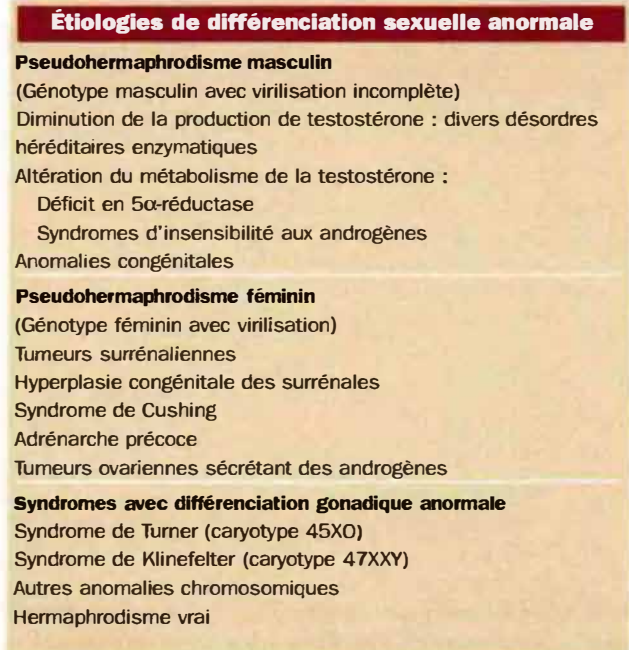 Étiologies de différenciation sexuelle anormale
Pseudohermaphrodisme masculin
(Génotype masculin avec virilisation incomplète)
Diminution de la production de testostérone : divers désordres
héréditaires enzymatiques
Altération du métabolisme de la testostérone :
Déficit en 5α-réductase
Syndromes d'insensibilité aux androgènes
Anomalies congénitales
Pseudohermaphrodisme féminin
(Génotype féminin avec virilisation)
Tumeurs surrénaliennes
Hyperplasie congénitale des surrénales
Syndrome de Cushing
Adrénarche précoce
Tumeurs ovariennes sécrétant des androgènes
Syndromes avec différenciation gonadique anormale
Syndrome de Turner (caryotype 45XO)
Syndrome de Klinefelter (caryotype 47XXY)
Autres anomalies chromosomiques
Hermaphrodisme vrai